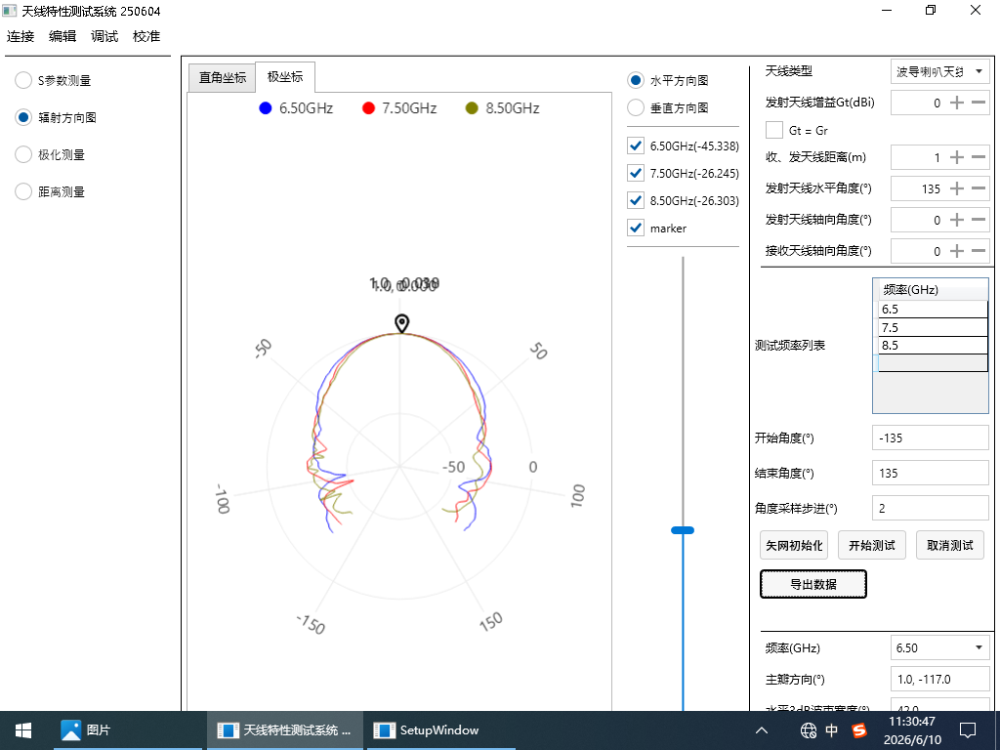 天线特性测试系统 250604
连接 编辑 调试 校准
S参数测量
辐射方向图
极化测量
距离测量
直角坐标 极坐标
6.50GHz 7.50GHz 8.50GHz
-50
50
-50
0
-100
100
-150
150
水平方向图
垂直方向图
6.50GHz(-45.338)
7.50GHz(-26.245)
8.50GHz(-26.303)
marker
天线类型 波导喇叭天线
发射天线增益Gt(dBi) 0
Gt = Gr
收、发天线距离(m) 1
发射天线水平角度(°) 135
发射天线轴向角度(°) 0
接收天线轴向角度(°) 0
测试频率列表
频率(GHz)
6.5
7.5
8.5
开始角度(°) -135
结束角度(°) 135
角度采样步进(°) 2
矢网初始化 开始测试 取消测试
导出数据
频率(GHz) 6.50
主瓣方向(°) 1.0, -117.0
水平3dB波束宽度(°) 42.0
图片
天线特性测试系统 ...
SetupWindow
中
11:30:47
2026/6/10